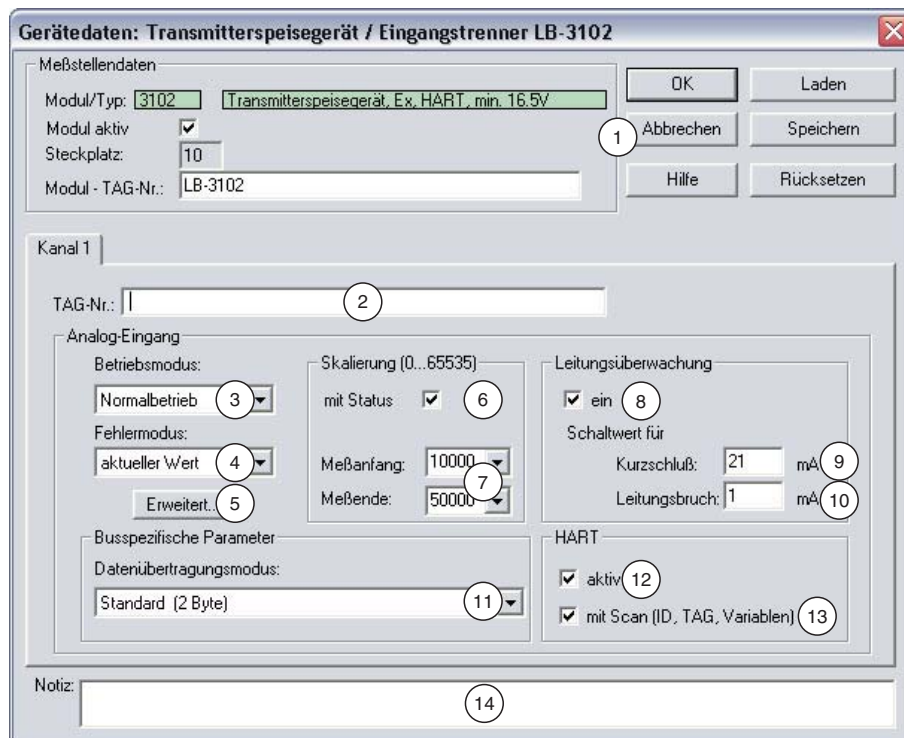 Gerätedaten: Transmitterspeisegerät / Eingangstrenner LB-3102
Meßstellendaten
Modul/Typ: 3102 Transmitterspeisegerät, Ex, HART, min. 16.5V
Modul aktiv
Steckplatz: 10
Modul - TAG-Nr.: LB-3102
OK Laden
1 Abbrechen Speichern
Hilfe Rücksetzen
Kanal 1
TAG-Nr.: 2
Analog-Eingang
Betriebsmodus:
Normalbetrieb 3
Fehlermodus:
aktueller Wert 4
Erweitert... 5
Skalierung (0...65535)
mit Status 6
Meßanfang: 10000
7
Meßende: 50000
Leitungsüberwachung
ein 8
Schaltwert für
Kurzschluß: 21 mA 9
Leitungsbruch: 1 mA 10
Busspezifische Parameter
Datenübertragungsmodus:
Standard (2 Byte) 11
HART
aktiv 12
mit Scan (ID, TAG, Variablen) 13
Notiz: 14